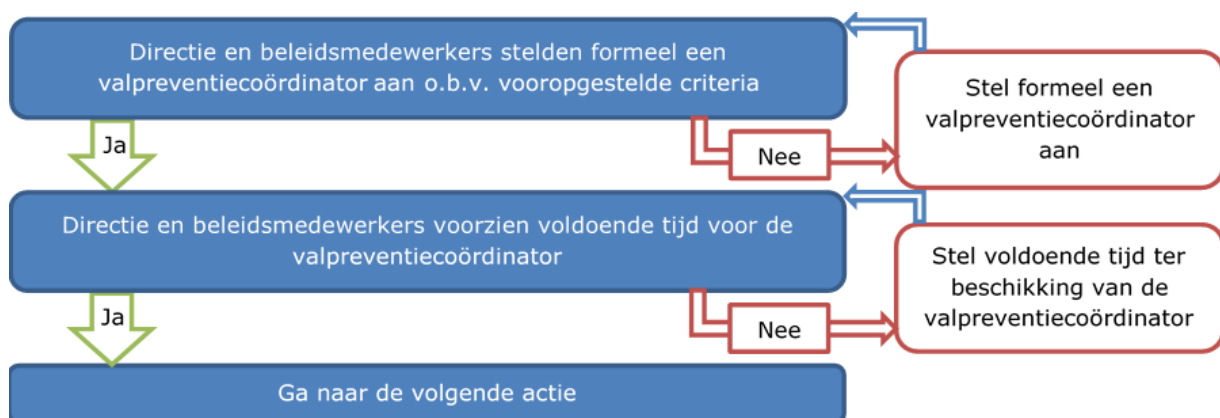 Directie en beleidsmedewerkers stelden formeel een
valpreventiecoördinator aan o.b.v. vooropgestelde criteria
Stel formeel een
valpreventiecoördinator
aan
Ja
Nee
Directie en beleidsmedewerkers voorzien voldoende tijd voor de
valpreventiecoördinator
Stel voldoende tijd ter
beschikking van de
valpreventiecoördinator
Ja
Nee
Ga naar de volgende actie